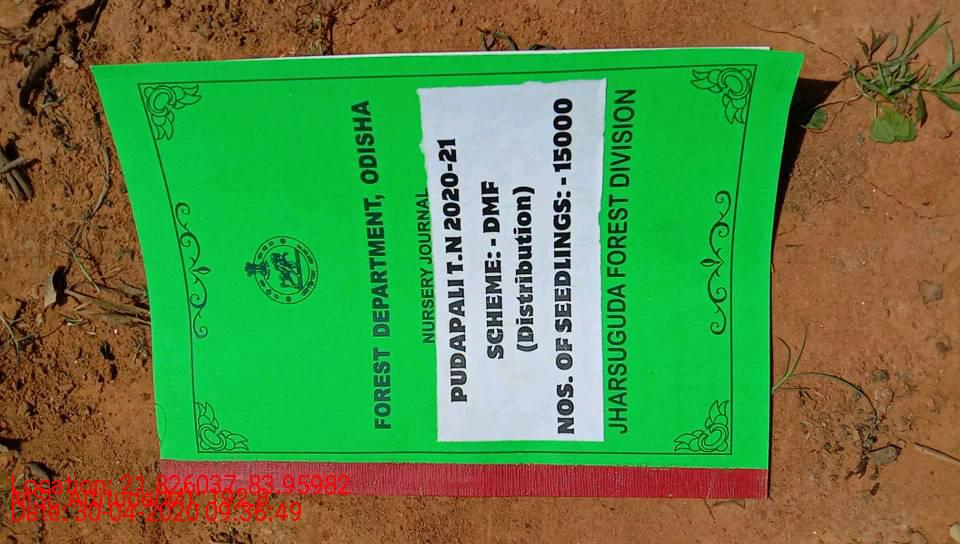 FOREST DEPARTMENT, ODISHA
NURSERY JOURNAL
PUDAPALI T.N 2020-21
SCHEME: - DMF
(Distribution)
NOS. OF SEEDLINGS: - 15000
JHARSUGUDA FOREST DIVISION
Location: 21.826037, 83.95982
Date: 30-04-2020 09:36:49